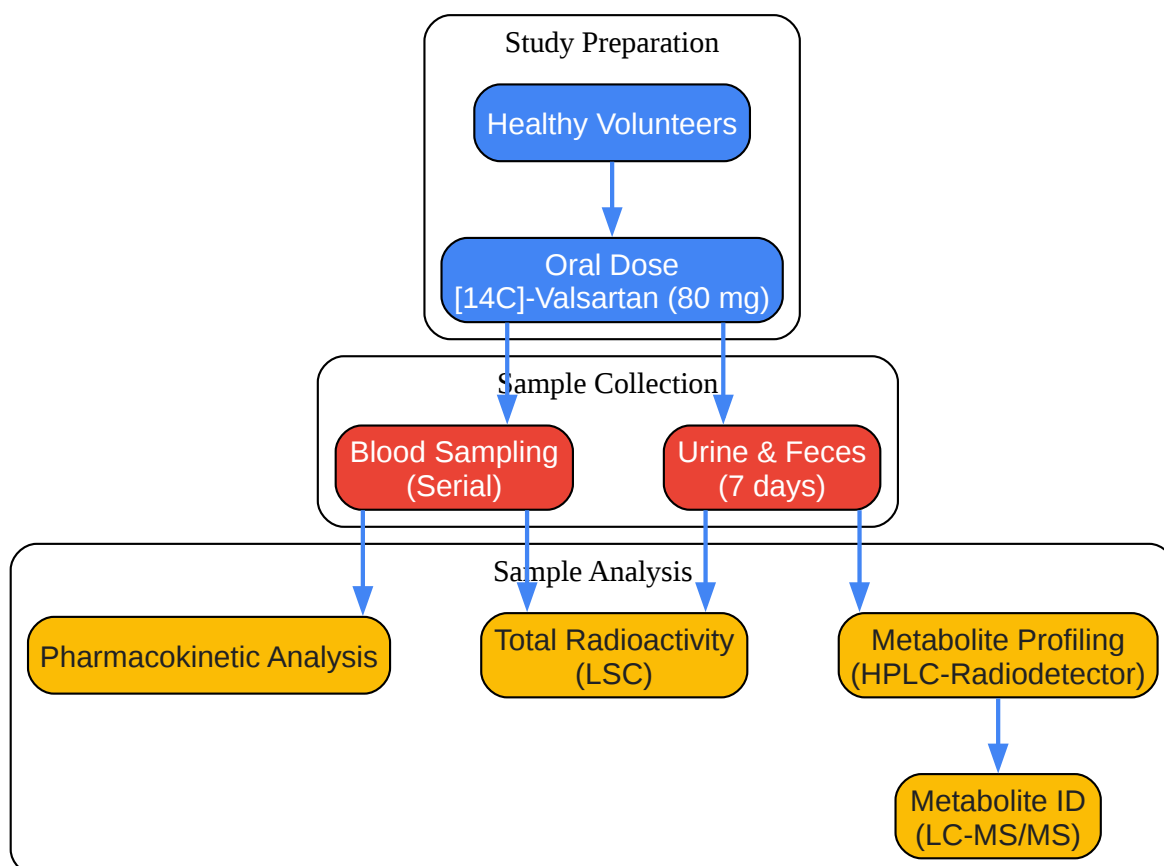 Study Preparation
Healthy Volunteers
Oral Dose
[14C]-Valsartan (80 mg)
Sample Collection
Blood Sampling
(Serial)
Urine & Feces
(7 days)
Sample Analysis
Pharmacokinetic Analysis
Total Radioactivity
(LSC)
Metabolite Profiling
(HPLC-Radiodetector)
Metabolite ID
(LC-MS/MS)